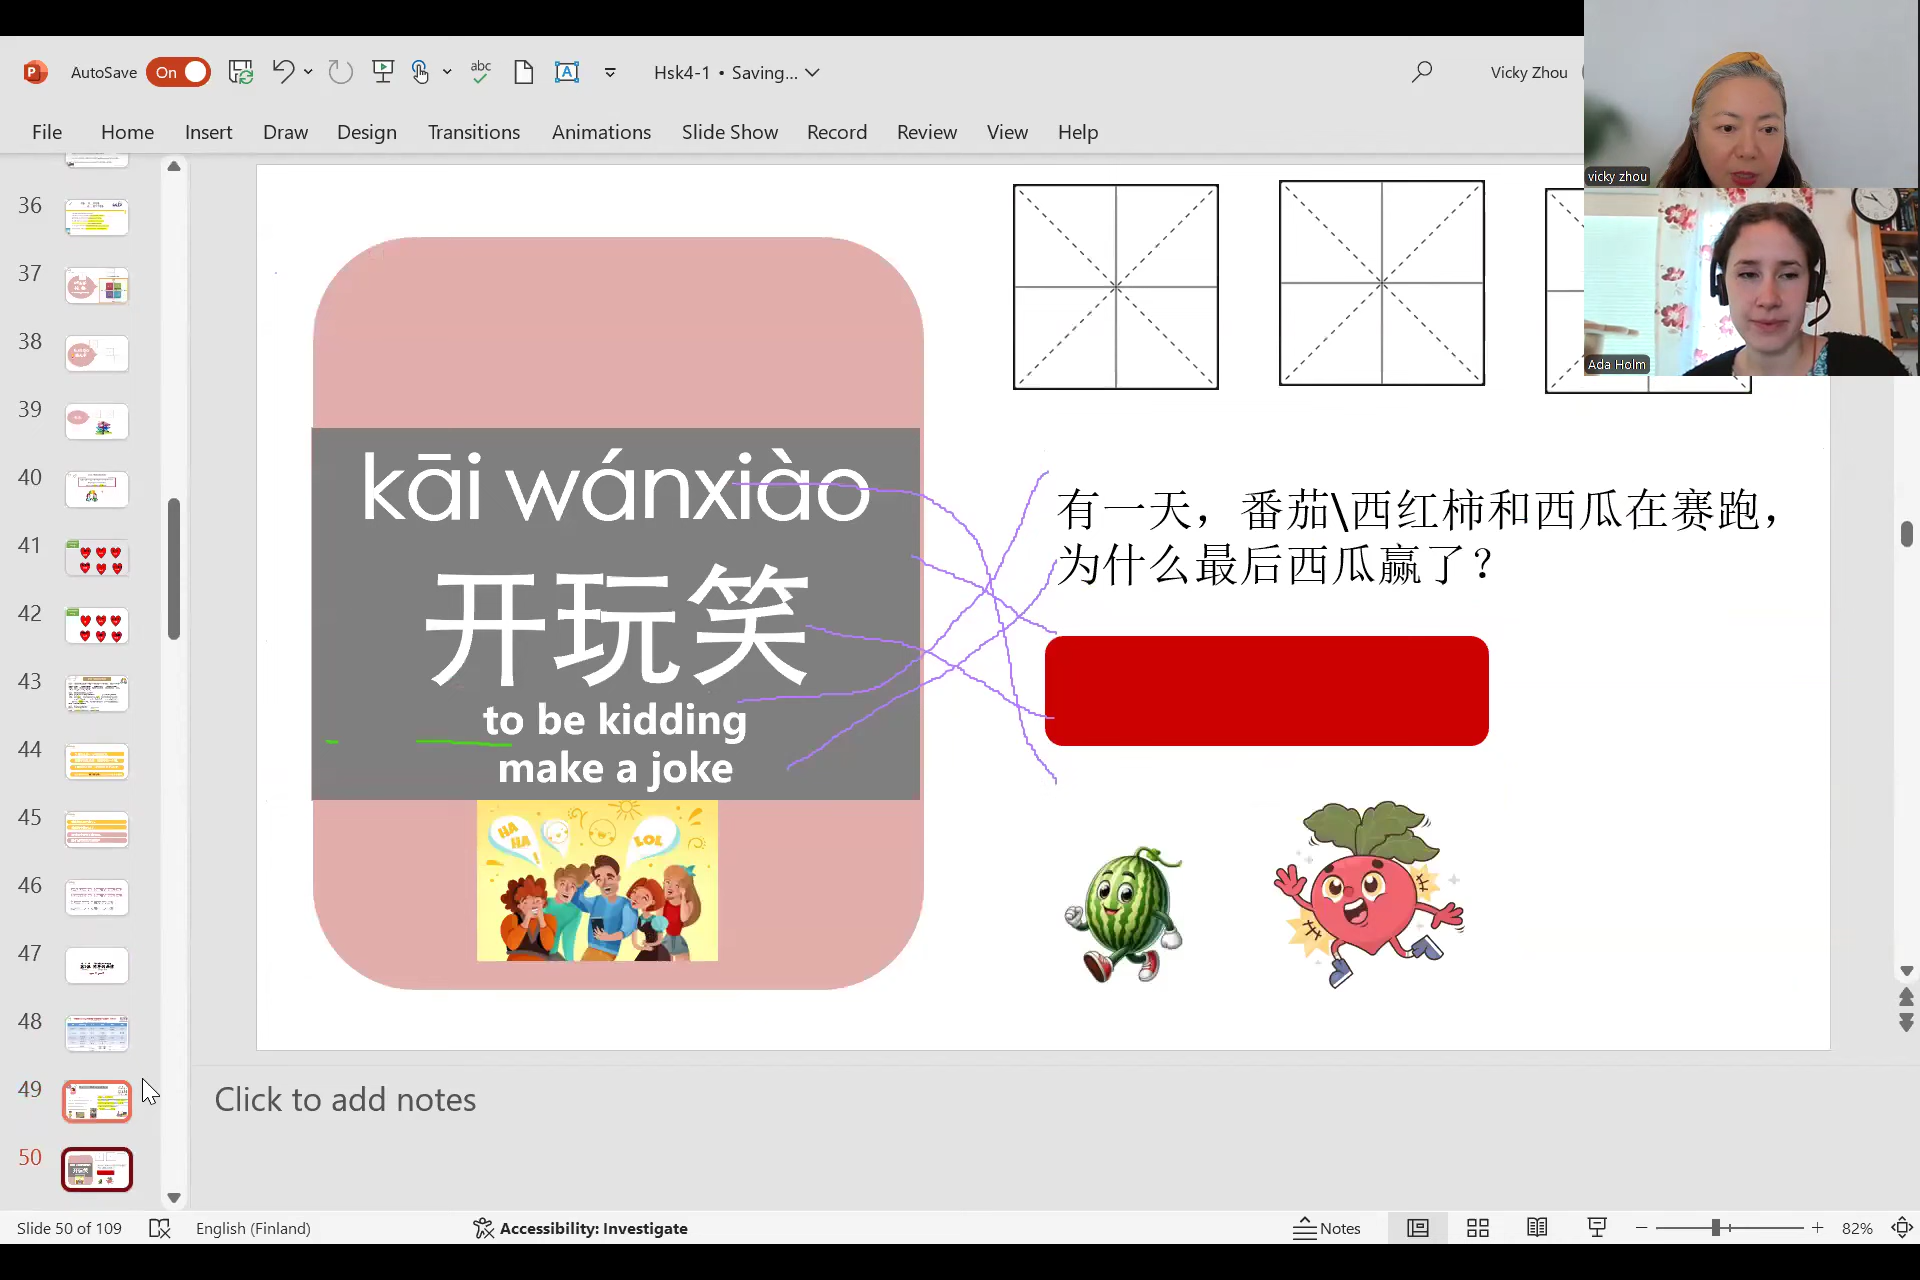 AutoSave On Hsk4-1 • Saving... Vicky Zhou
File Home Insert Draw Design Transitions Animations Slide Show Record Review View Help
vicky zhou
Ada Holm
36
37
38
39
40
41
42
43
44
45
46
47
48
49
50
kāi wánxiào
开玩笑
to be kidding
make a joke
HA HA !
LOL
有一天，番茄\西红柿和西瓜在赛跑，
为什么最后西瓜赢了？
Click to add notes
Slide 50 of 109 English (Finland) Accessibility: Investigate Notes 82%